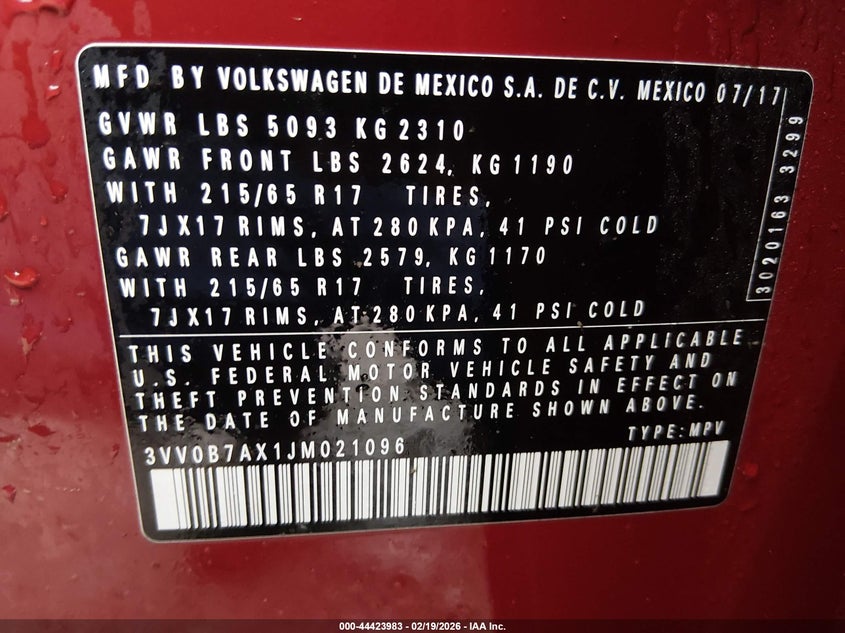 MFD BY VOLKSWAGEN DE MEXICO S.A. DE C.V. MEXICO 07/17
GVWR LBS 5093 KG 2310
GAWR FRONT LBS 2624, KG 1190
WITH 215/65 R17 TIRES,
7JX17 RIMS, AT 280 KPA, 41 PSI COLD
GAWR REAR LBS 2579, KG 1170
WITH 215/65 R17 TIRES,
7JX17 RIMS, AT 280 KPA, 41 PSI COLD
3020163 3299
THIS VEHICLE CONFORMS TO ALL APPLICABLE
U.S. FEDERAL MOTOR VEHICLE SAFETY AND
THEFT PREVENTION STANDARDS IN EFFECT ON
THE DATE OF MANUFACTURE SHOWN ABOVE.
TYPE: MPV
3VV0B7AX1JM021096
000-44423983 - 02/19/2026 - IAA Inc.